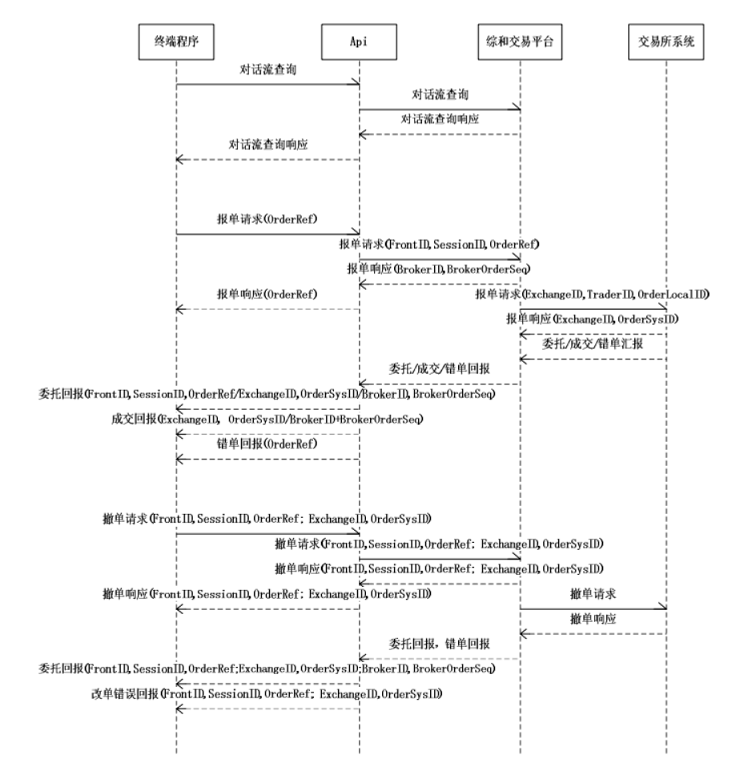 终端程序
Api
综和交易平台
交易所系统
对话流查询
对话流查询
对话流查询响应
对话流查询响应
报单请求(OrderRef)
报单请求(FrontID,SessionID,OrderRef)
报单响应(BrokerID,BrokerOrderSeq)
报单响应(OrderRef)
报单请求(ExchangeID,TraderID,OrderLocalID)
报单响应(ExchangeID,OrderSysID)
委托/成交/错单汇报
委托/成交/错单回报
委托回报(FrontID,SessionID,OrderRef/ExchangeID,OrderSysID/BrokerID,BrokerOrderSeq)
成交回报(ExchangeID, OrderSysID/BrokerID+BrokerOrderSeq)
错单回报(OrderRef)
撤单请求(FrontID,SessionID,OrderRef; ExchangeID,OrderSysID)
撤单请求(FrontID,SessionID,OrderRef; ExchangeID,OrderSysID)
撤单响应(FrontID,SessionID,OrderRef; ExchangeID,OrderSysID)
撤单响应(FrontID,SessionID,OrderRef; ExchangeID,OrderSysID)
撤单请求
撤单响应
委托回报，错单回报
委托回报(FrontID,SessionID,OrderRef;ExchangeID,OrderSysID;BrokerID,BrokerOrderSeq)
改单错误回报(FrontID,SessionID,OrderRef; ExchangeID,OrderSysID)